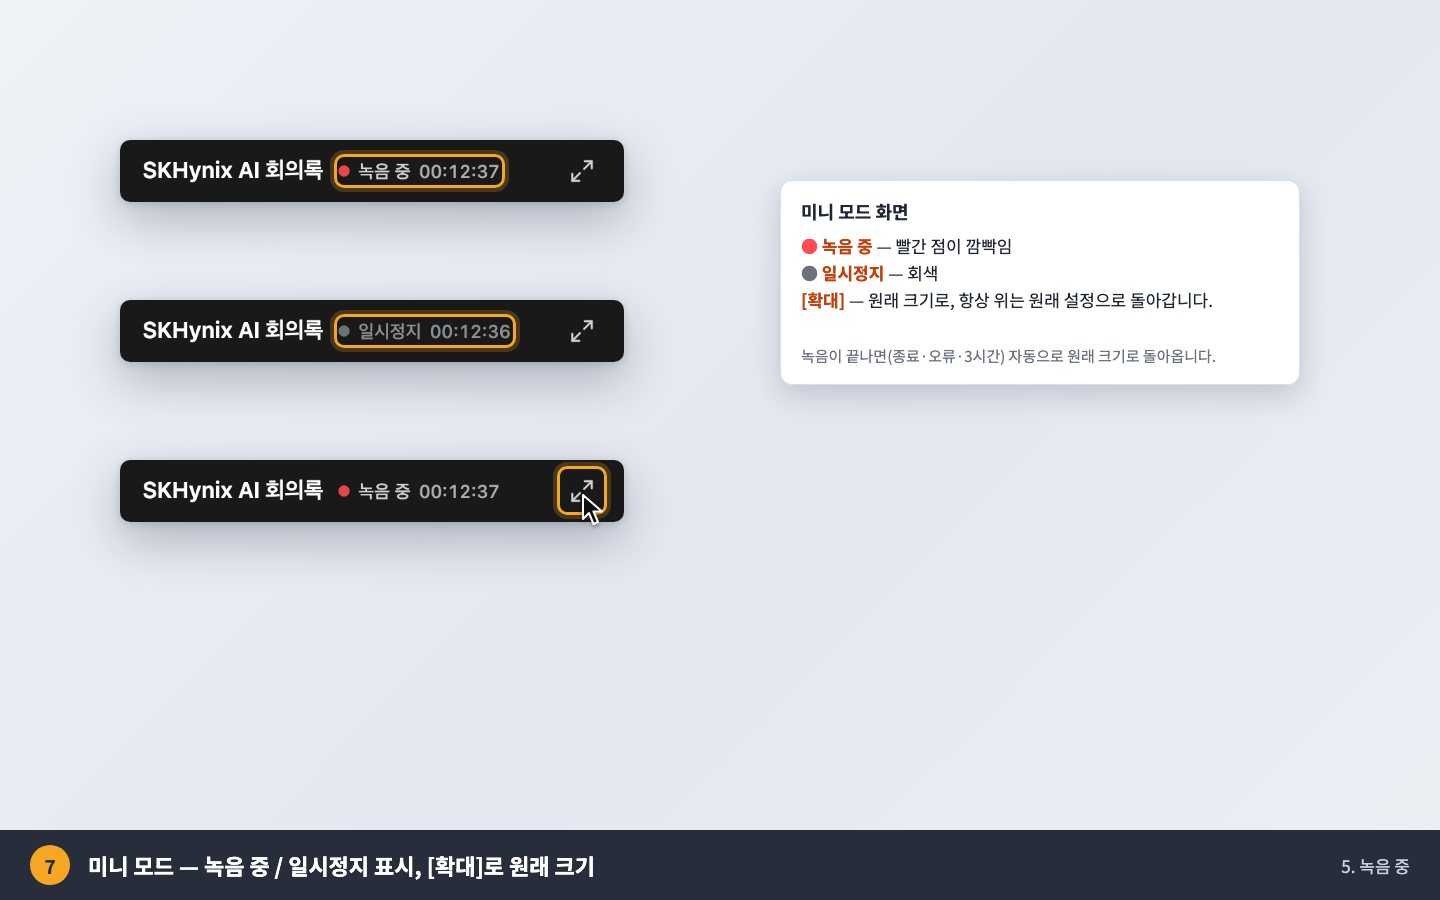 SKHynix AI 회의록 녹음 중 00:12:37
SKHynix AI 회의록 일시정지 00:12:36
SKHynix AI 회의록 녹음 중 00:12:37
미니 모드 화면
녹음 중 — 빨간 점이 깜빡임
일시정지 — 회색
[확대] — 원래 크기로, 항상 위는 원래 설정으로 돌아갑니다.
녹음이 끝나면(종료·오류·3시간) 자동으로 원래 크기로 돌아옵니다.
7 미니 모드 — 녹음 중 / 일시정지 표시, [확대]로 원래 크기
5. 녹음 중